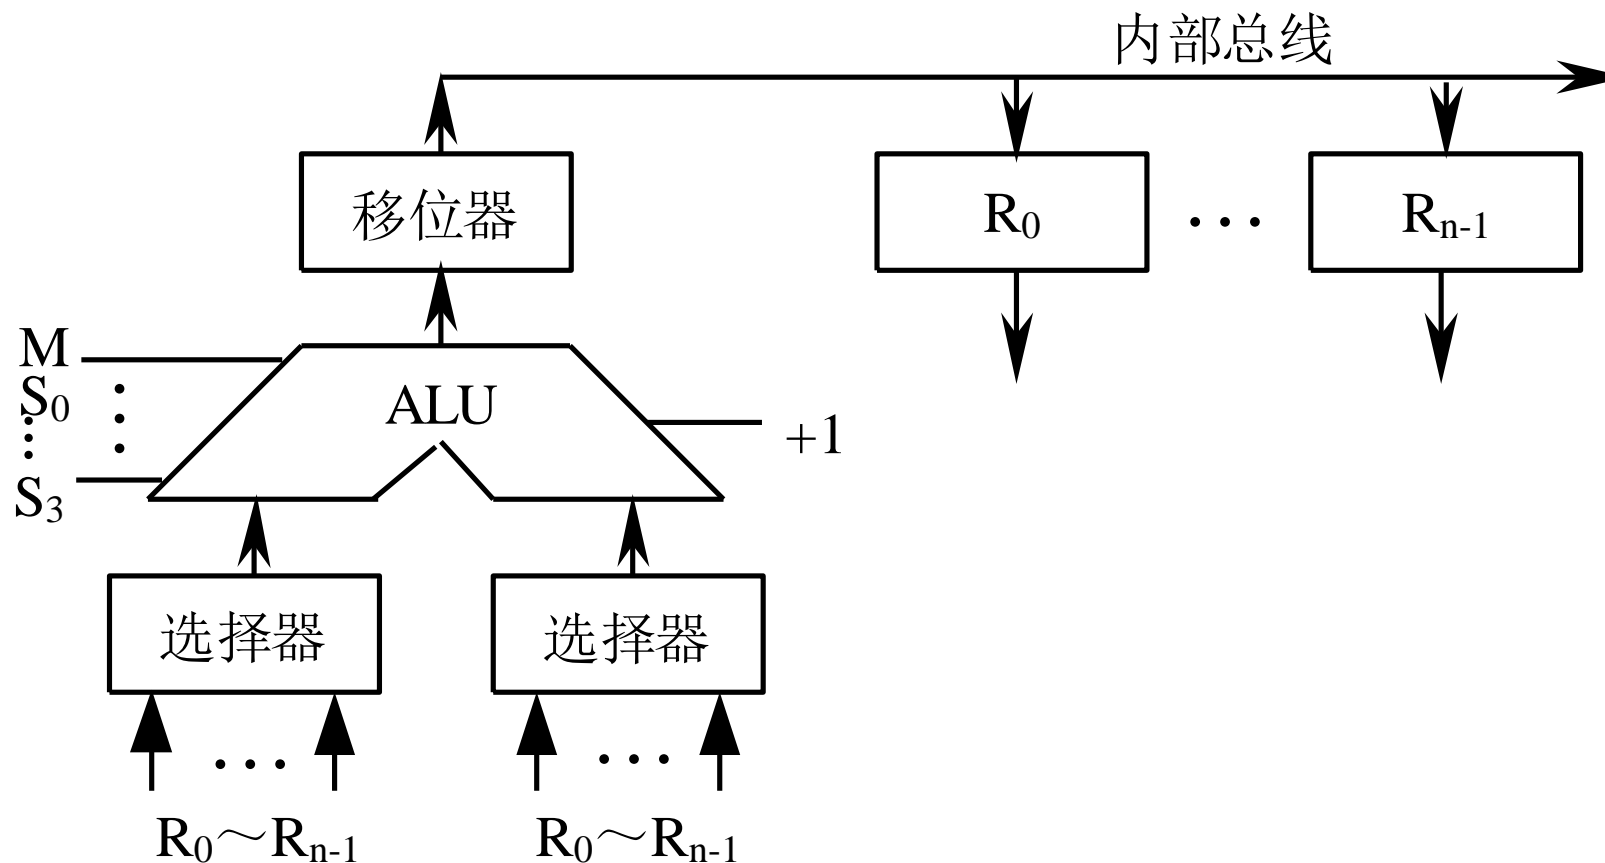 内部总线
移位器
R₀ ··· Rₙ₋₁
M
S₀
⋮
S₃
ALU
+1
选择器 选择器
··· ···
R₀～Rₙ₋₁ R₀～Rₙ₋₁